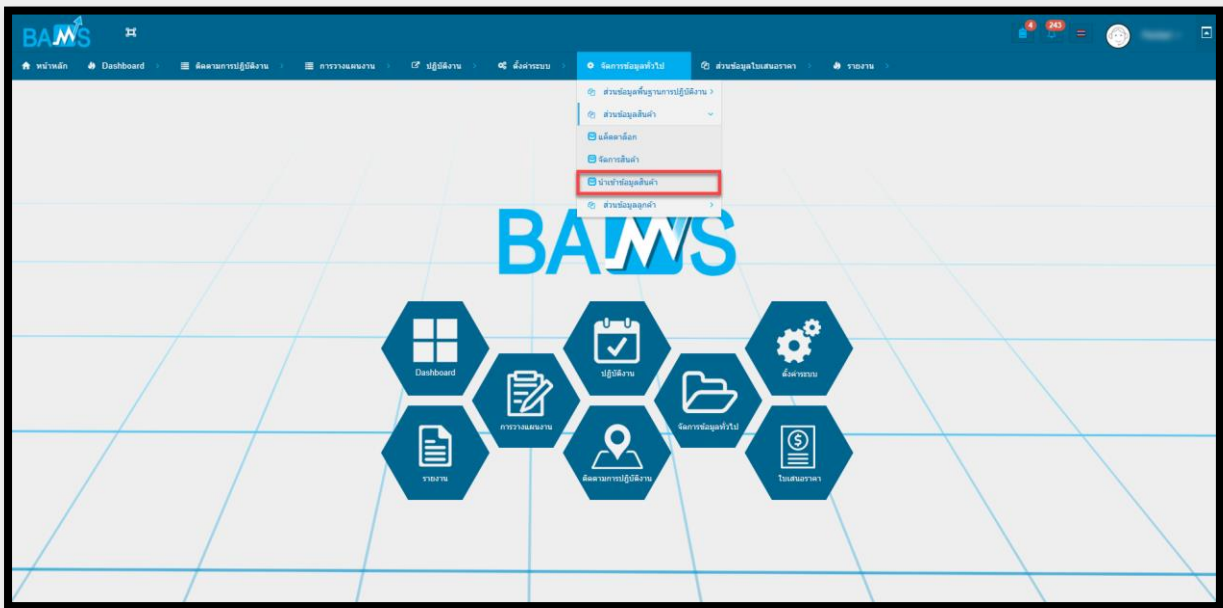 BAMS
4
243
หน้าหลัก
Dashboard
ติดตามการปฏิบัติงาน
การวางแผนงาน
ปฏิบัติงาน
ตั้งค่าระบบ
จัดการข้อมูลทั่วไป
ส่วนข้อมูลใบเสนอราคา
รายงาน
ส่วนข้อมูลพื้นฐานการปฏิบัติงาน
ส่วนข้อมูลสินค้า
แค็ตตาล็อก
จัดการสินค้า
นำเข้าข้อมูลสินค้า
ส่วนข้อมูลลูกค้า
BAMS
Dashboard
ปฏิบัติงาน
ตั้งค่าระบบ
การวางแผนงาน
จัดการข้อมูลทั่วไป
รายงาน
ติดตามการปฏิบัติงาน
ใบเสนอราคา